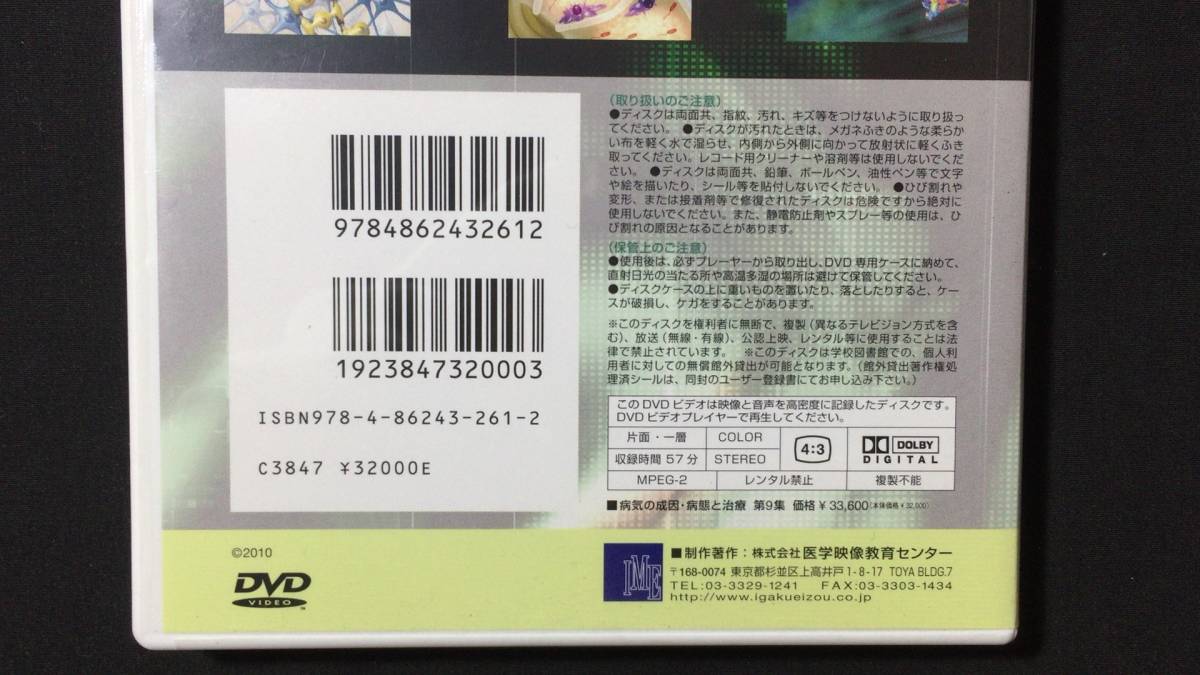 9784862432612
1923847320003
ISBN978-4-86243-261-2
C3847 ¥32000E
〈取り扱いのご注意〉
●ディスクは両面共、指紋、汚れ、キズ等をつけないように取り扱っ
てください。 ●ディスクが汚れたときは、メガネふきのような柔らか
い布を軽く水で湿らせ、内側から外側に向かって放射状に軽くふき
取ってください。レコード用クリーナーや溶剤等は使用しないでくだ
さい。 ●ディスクは両面共、鉛筆、ボールペン、油性ペン等で文字
や絵を描いたり、シール等を貼付しないでください。 ●ひび割れや
変形、または接着剤等で修復されたディスクは危険ですから絶対に
使用しないでください。また、静電防止剤やスプレー等の使用は、ひ
び割れの原因となることがあります。
〈保管上のご注意〉
●使用後は、必ずプレーヤーから取り出し、DVD専用ケースに納めて、
直射日光の当たる所や高温多湿の場所は避けて保管してください。
●ディスクケースの上に重いものを置いたり、落としたりすると、ケー
スが破損し、ケガをすることがあります。
※このディスクを権利者に無断で、複製（異なるテレビジョン方式を含
む）、放送（無線・有線）、公認上映、レンタル等に使用することは法
律で禁止されています。 ※このディスクは学校図書館での、個人利
用者に対しての無償館外貸出が可能となります。（館外貸出著作権処
理済シールは、同封のユーザー登録書にてお申し込み下さい。）
このDVDビデオは映像と音声を高密度に記録したディスクです。
DVDビデオプレイヤーで再生してください。
片面・一層 COLOR 4:3 DOLBY
収録時間 57分 STEREO DIGITAL
MPEG-2 レンタル禁止 複製不能
■病気の成因・病態と治療 第9集 価格￥33,600（本体価格￥32,000）
©2010
DVD
VIDEO
IME
■制作著作：株式会社 医学映像教育センター
〒168-0074 東京都杉並区上高井戸1-8-17 TOYA BLDG.7
TEL:03-3329-1241 FAX:03-3303-1434
http://www.igakueizou.co.jp